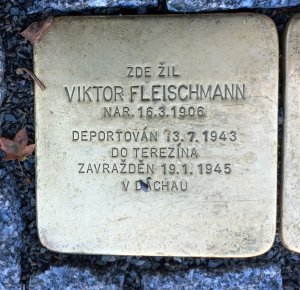 ZDE ŽIL
VIKTOR FLEISCHMANN
NAR. 16.3.1906
DEPORTOVÁN 13.7.1943
DO TEREZÍNA
ZAVRAŽDĚN 19.1.1945
V DACHAU